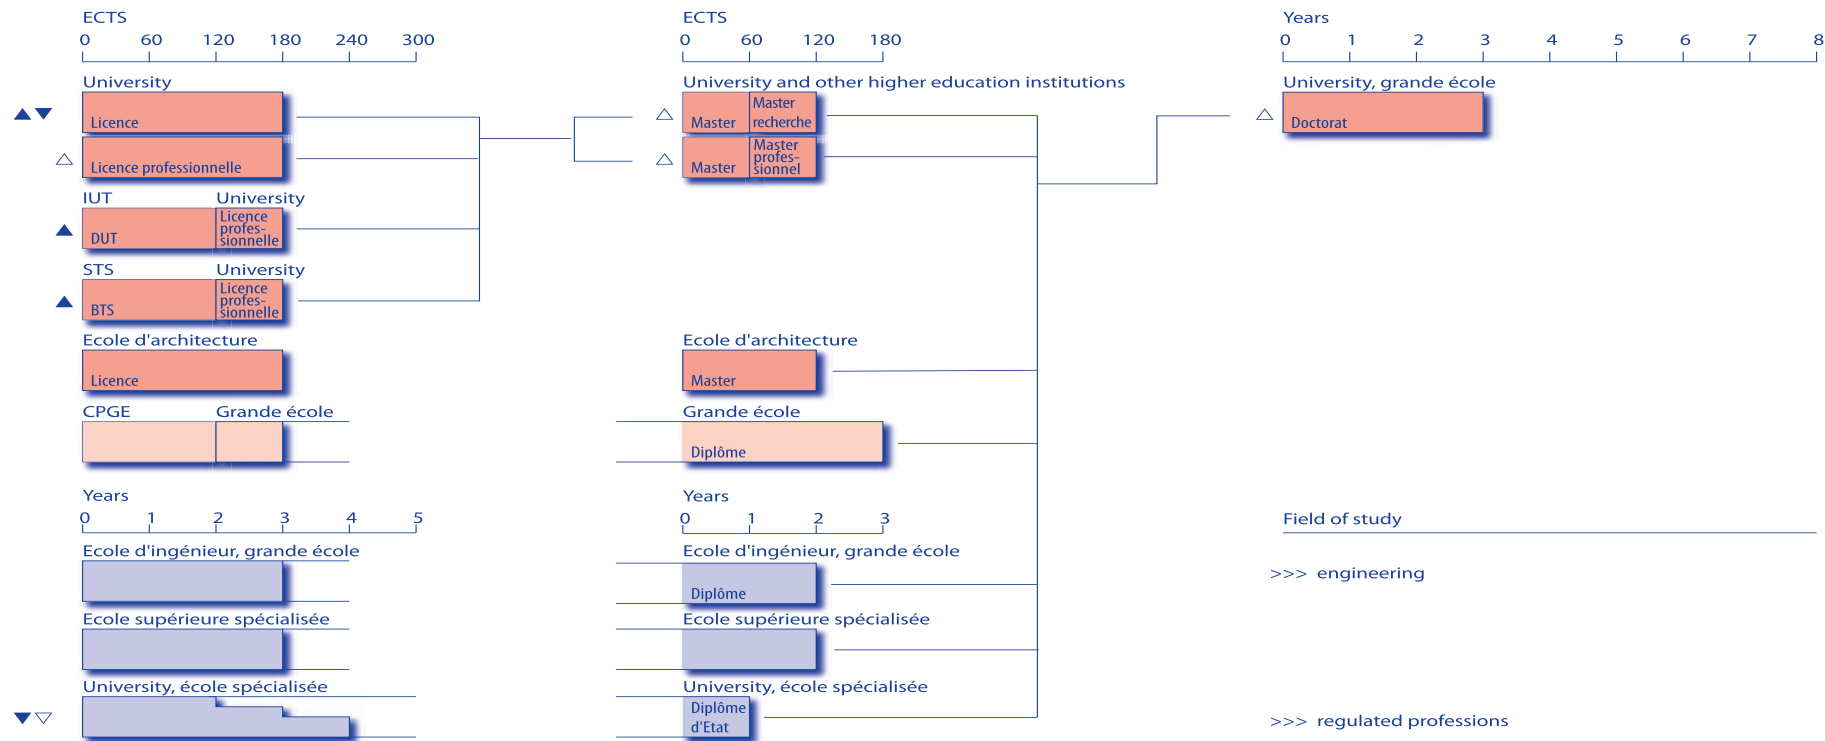 ECTS
0 60 120 180 240 300
ECTS
0 60 120 180
Years
0 1 2 3 4 5 6 7 8
University
Licence
Licence professionnelle
University and other higher education institutions
Master
Master
recherche
Master
Master
profes-
sionnel
University, grande école
Doctorat
IUT
University
DUT
Licence
profes-
sionnelle
STS
University
BTS
Licence
profes-
sionnelle
Ecole d'architecture
Licence
Ecole d'architecture
Master
CPGE
Grande école
Grande école
Diplôme
Years
0 1 2 3 4 5
Years
0 1 2 3
Field of study
Ecole d'ingénieur, grande école
Ecole d'ingénieur, grande école
Diplôme
>>> engineering
Ecole supérieure spécialisée
Ecole supérieure spécialisée
University, école spécialisée
University, école spécialisée
Diplôme
d'Etat
>>> regulated professions